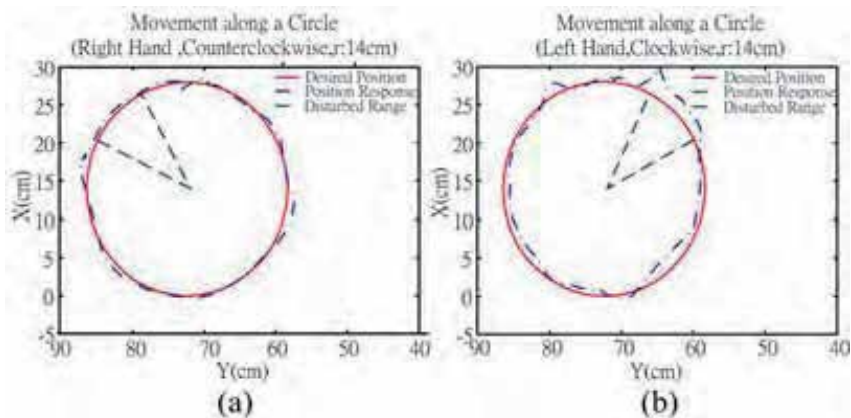 Movement along a Circle
(Right Hand ,Counterclockwise,r:14cm)
30
25
20
15
10
5
0
-5
X(cm)
Desired Position
Position Response
Disturbed Range
90 80 70 60 50 40
Y(cm)
(a)
Movement along a Circle
(Left Hand,Clockwise,r:14cm)
30
25
20
15
10
5
0
-5
X(cm)
Desired Position
Position Response
Disturbed Range
90 80 70 60 50 40
Y(cm)
(b)